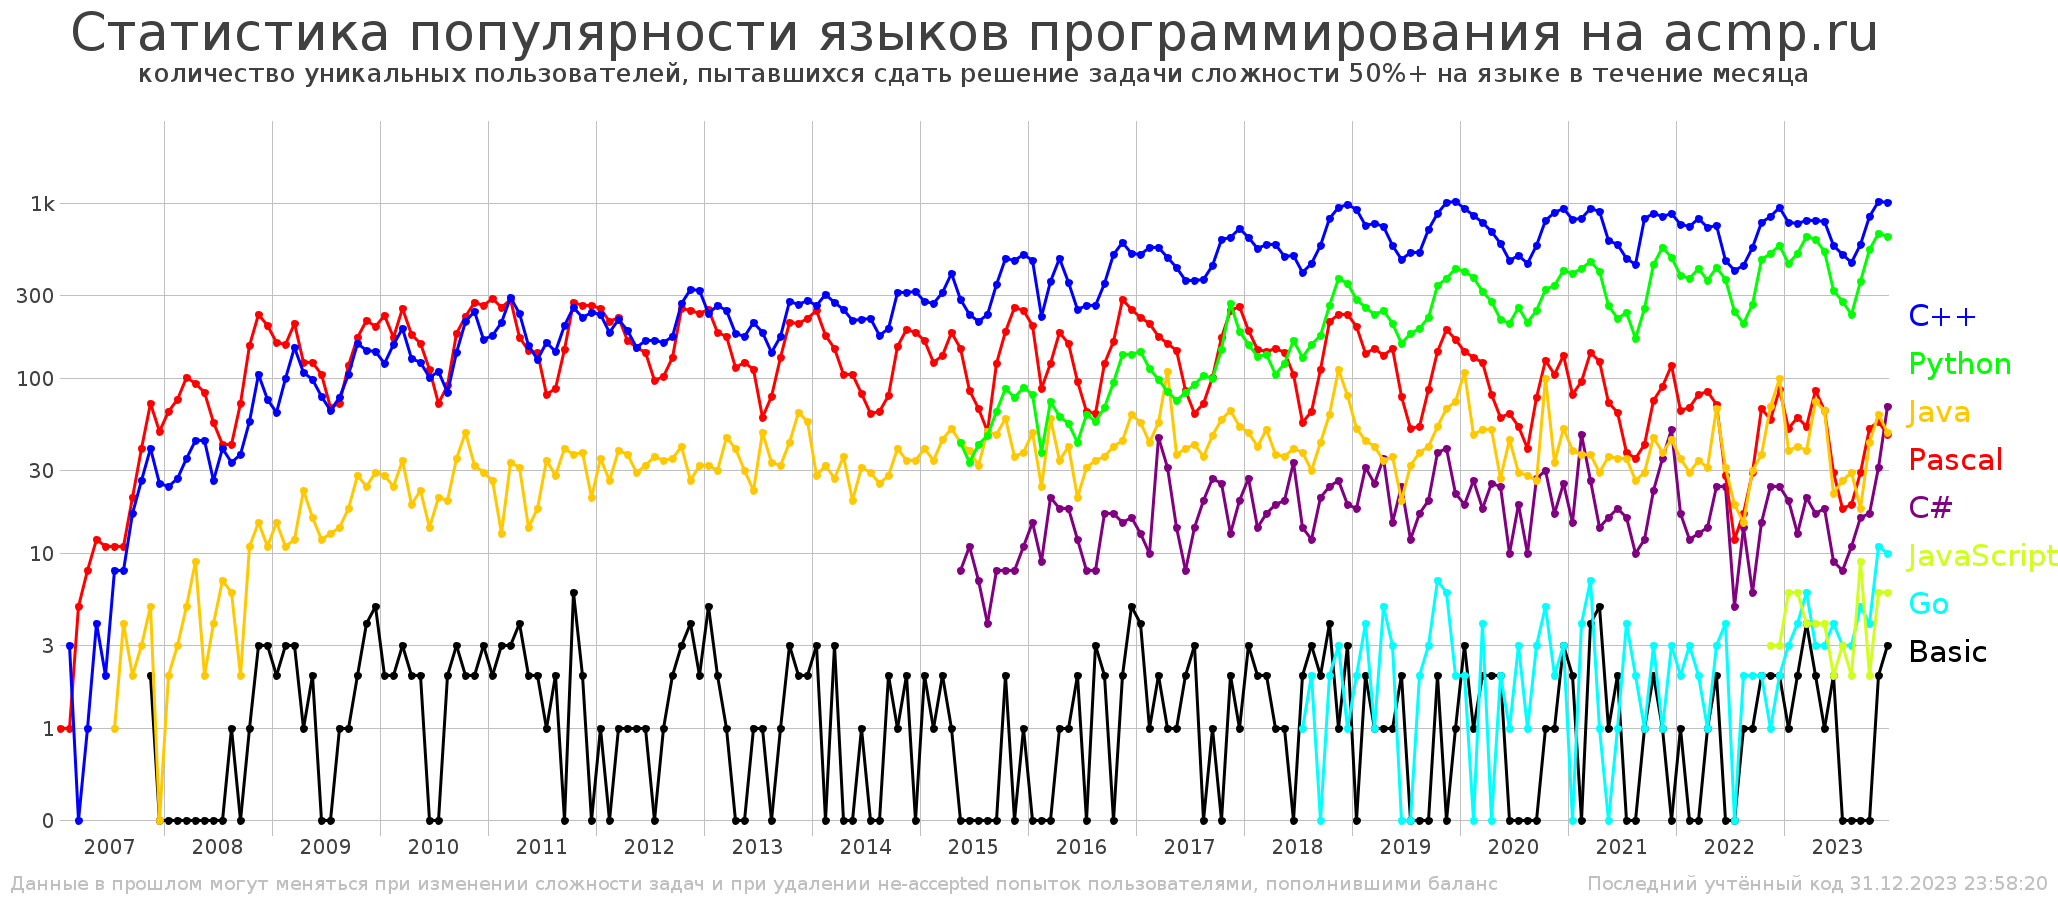 Статистика популярности языков программирования на acmp.ru
количество уникальных пользователей, пытавшихся сдать решение задачи сложности 50%+ на языке в течение месяца
1k
300
100
30
10
3
1
0
C++
Python
Java
Pascal
C#
JavaScript
Go
Basic
2007 2008 2009 2010 2011 2012 2013 2014 2015 2016 2017 2018 2019 2020 2021 2022 2023
Данные в прошлом могут меняться при изменении сложности задач и при удалении не-accepted попыток пользователями, пополнившими баланс
Последний учтённый код 31.12.2023 23:58:20